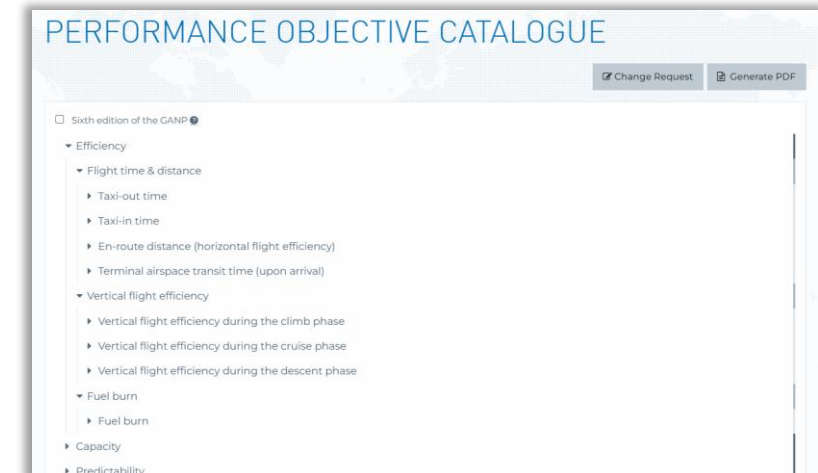 PERFORMANCE OBJECTIVE CATALOGUE
Change Request
Generate PDF
Sixth edition of the GANP
Efficiency
Flight time & distance
Taxi-out time
Taxi-in time
En-route distance (horizontal flight efficiency)
Terminal airspace transit time (upon arrival)
Vertical flight efficiency
Vertical flight efficiency during the climb phase
Vertical flight efficiency during the cruise phase
Vertical flight efficiency during the descent phase
Fuel burn
Fuel burn
Capacity
Predictability